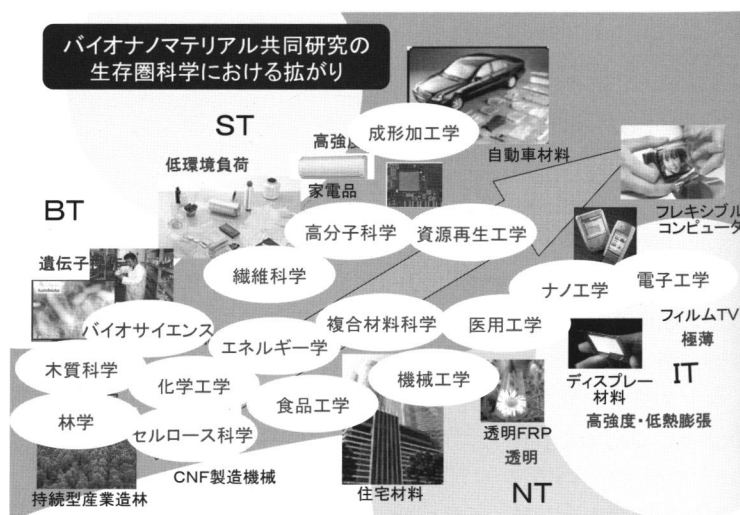 バイオナノマテリアル共同研究の
生存圏科学における拡がり
ST
高強度
成形加工学
自動車材料
低環境負荷
家電品
BT
高分子科学
資源再生工学
フレキシブル
コンピュータ
遺伝子
繊維科学
ナノ工学
電子工学
バイオサイエンス
エネルギー学
複合材料科学
医用工学
フィルムTV
極薄
木質科学
化学工学
食品工学
機械工学
ディスプレー
材料
IT
高強度・低熱膨張
林学
セルロース科学
透明FRP
透明
CNF製造機械
持続型産業造林
住宅材料
NT